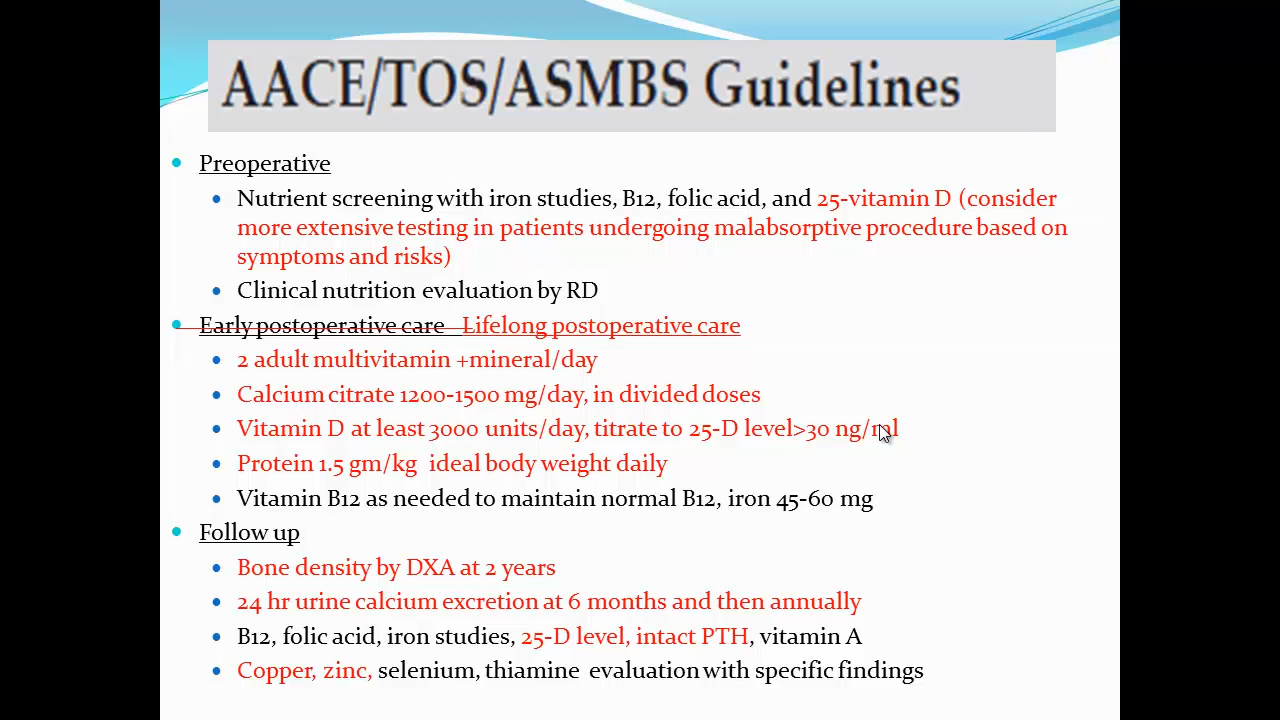 AACE/TOS/ASMBS Guidelines
Preoperative
Nutrient screening with iron studies, B12, folic acid, and 25-vitamin D (consider
more extensive testing in patients undergoing malabsorptive procedure based on
symptoms and risks)
Clinical nutrition evaluation by RD
Early postoperative care Lifelong postoperative care
2 adult multivitamin +mineral/day
Calcium citrate 1200-1500 mg/day, in divided doses
Vitamin D at least 3000 units/day, titrate to 25-D level>30 ng/ml
Protein 1.5 gm/kg ideal body weight daily
Vitamin B12 as needed to maintain normal B12, iron 45-60 mg
Follow up
Bone density by DXA at 2 years
24 hr urine calcium excretion at 6 months and then annually
B12, folic acid, iron studies, 25-D level, intact PTH, vitamin A
Copper, zinc, selenium, thiamine evaluation with specific findings